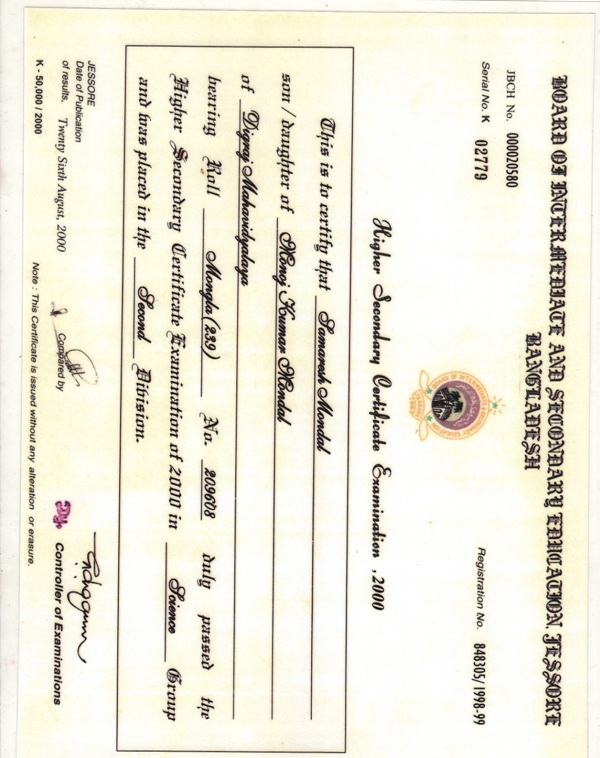 BOARD OF INTERMEDIATE AND SECONDARY EDUCATION, JESSORE
BANGLADESH
JBCH No. 000020580
Serial No. K 02779
Registration No. 848305/1998-99
Higher Secondary Certificate Examination, 2000
This is to certify that Samaresh Mondal
son/daughter of Monoj Kumar Mondal
of Digraj Mahavidyalaya
bearing Roll Mongla (239) No. 209608 duly passed the
Higher Secondary Certificate Examination of 2000 in Science Group
and was placed in the Second Division.
JESSORE
Date of Publication
of results. Twenty Sixth August, 2000
Compared by
Controller of Examinations
K - 50,000 / 2000
Note : This Certificate is issued without any alteration or erasure.